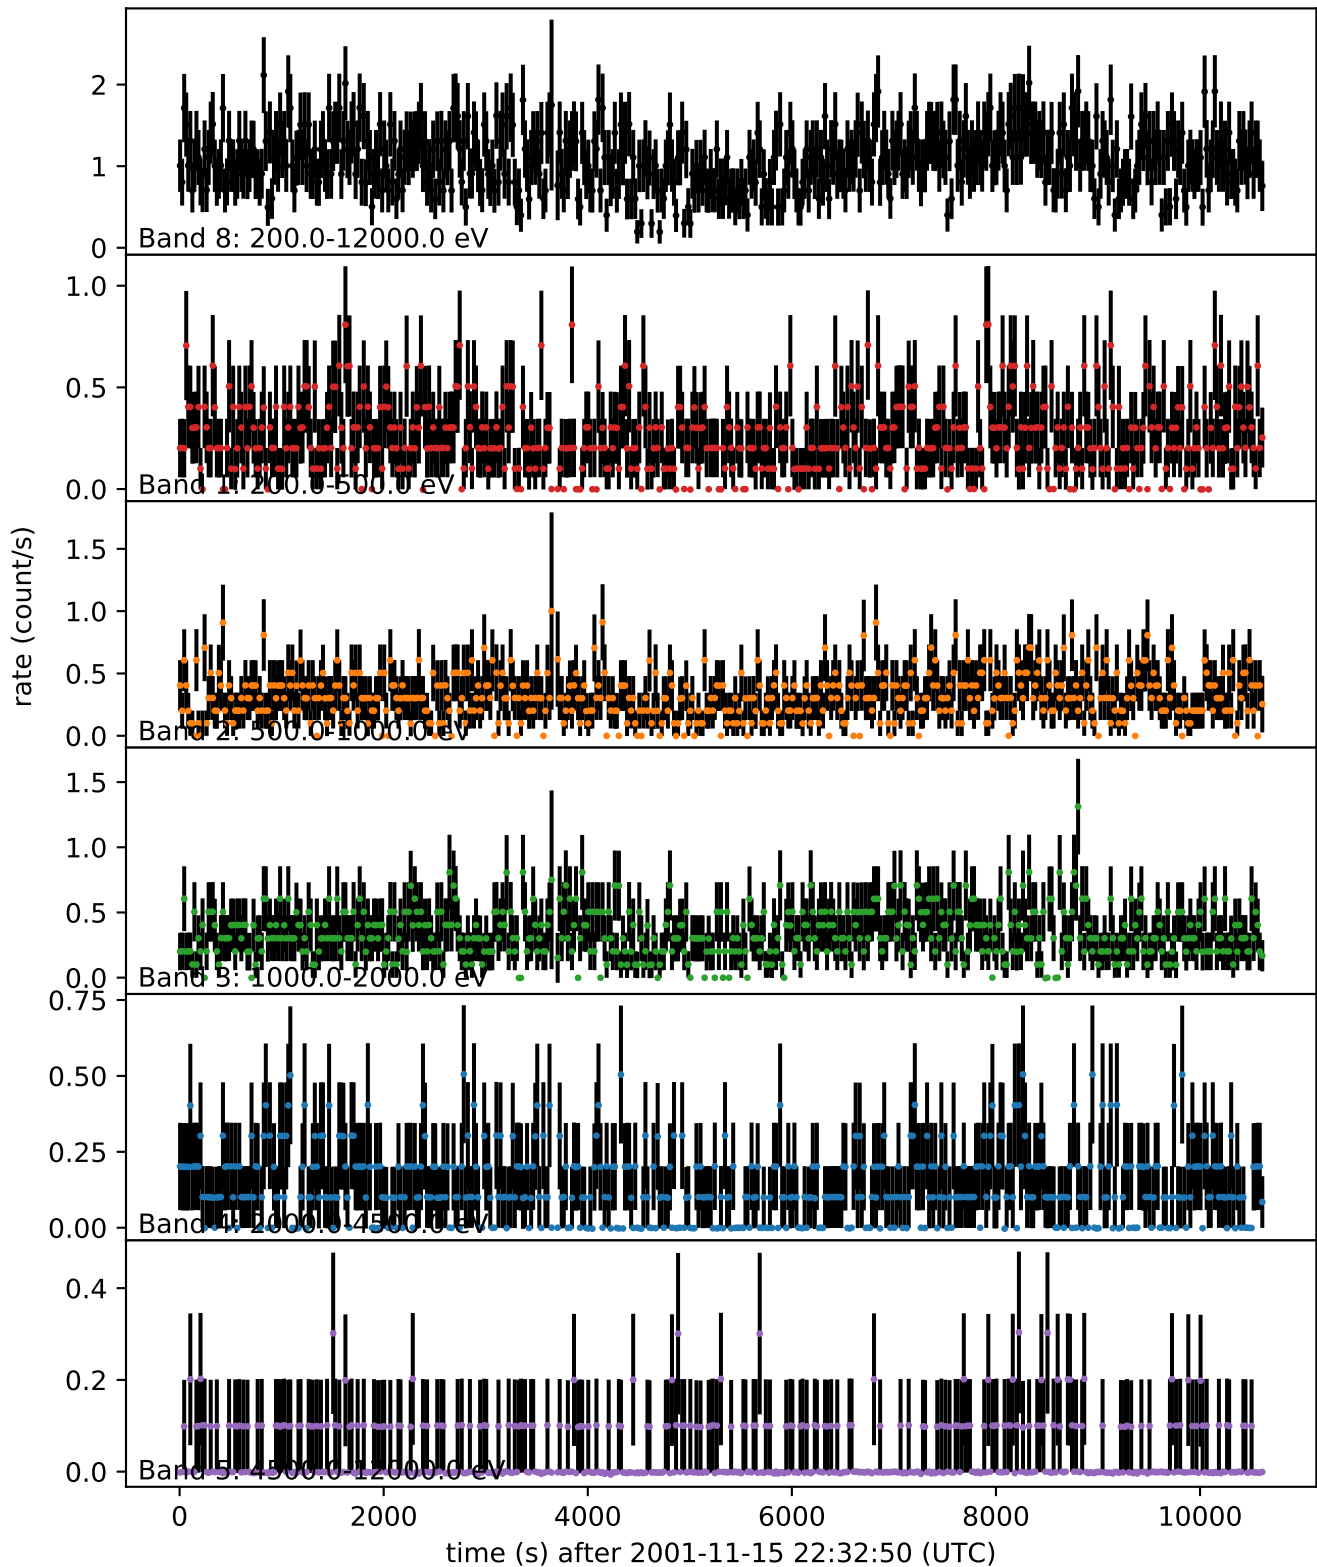 2
1
0
Band 8: 200.0-12000.0 eV
1.0
0.5
0.0
Band 1: 200.0-500.0 eV
1.5
1.0
0.5
0.0
Band 2: 500.0-1000.0 eV
1.5
1.0
0.5
0.0
Band 3: 1000.0-2000.0 eV
0.75
0.50
0.25
0.00
Band 4: 2000.0-4500.0 eV
0.4
0.2
0.0
Band 5: 4500.0-12000.0 eV
rate (count/s)
0 2000 4000 6000 8000 10000
time (s) after 2001-11-15 22:32:50 (UTC)